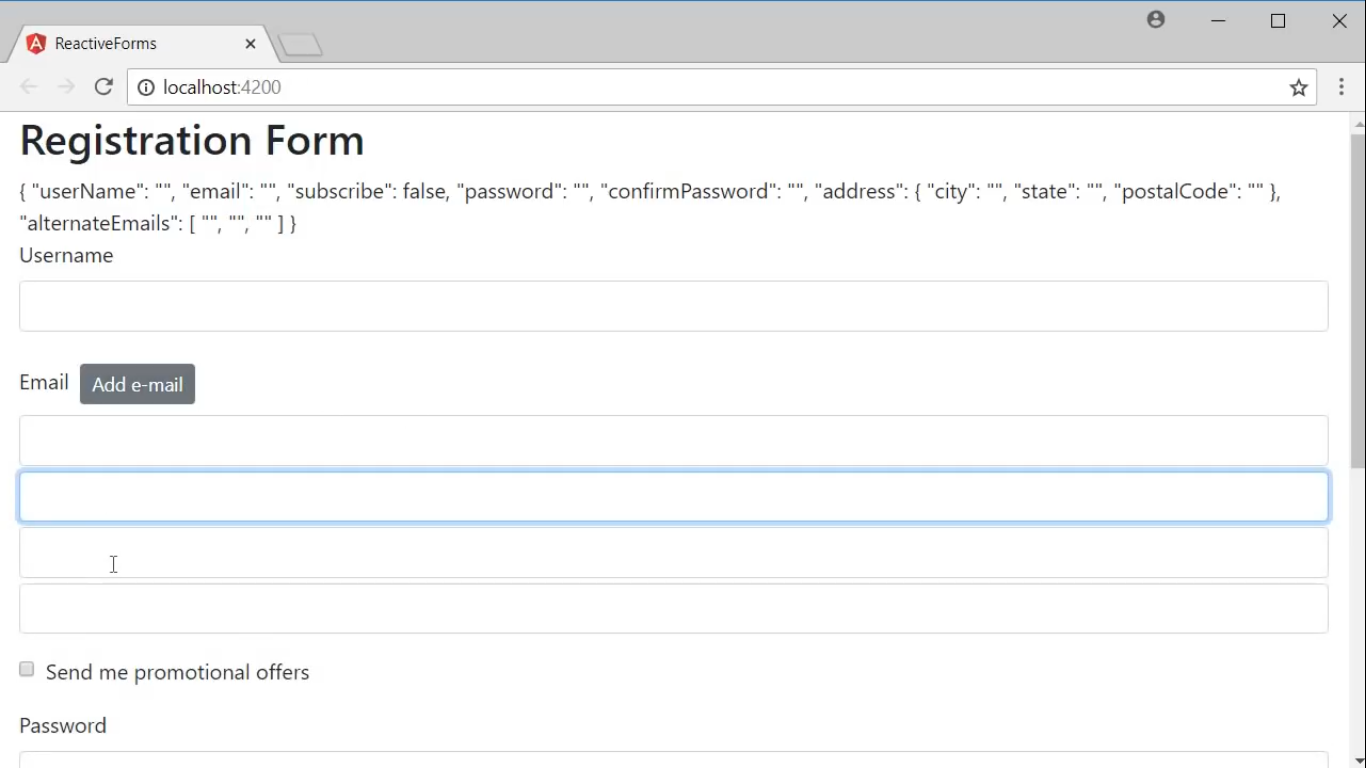 ReactiveForms
localhost:4200
Registration Form
{ "userName": "", "email": "", "subscribe": false, "password": "", "confirmPassword": "", "address": { "city": "", "state": "", "postalCode": "" },
"alternateEmails": [ "", "", "" ] }
Username
Email Add e-mail
Send me promotional offers
Password